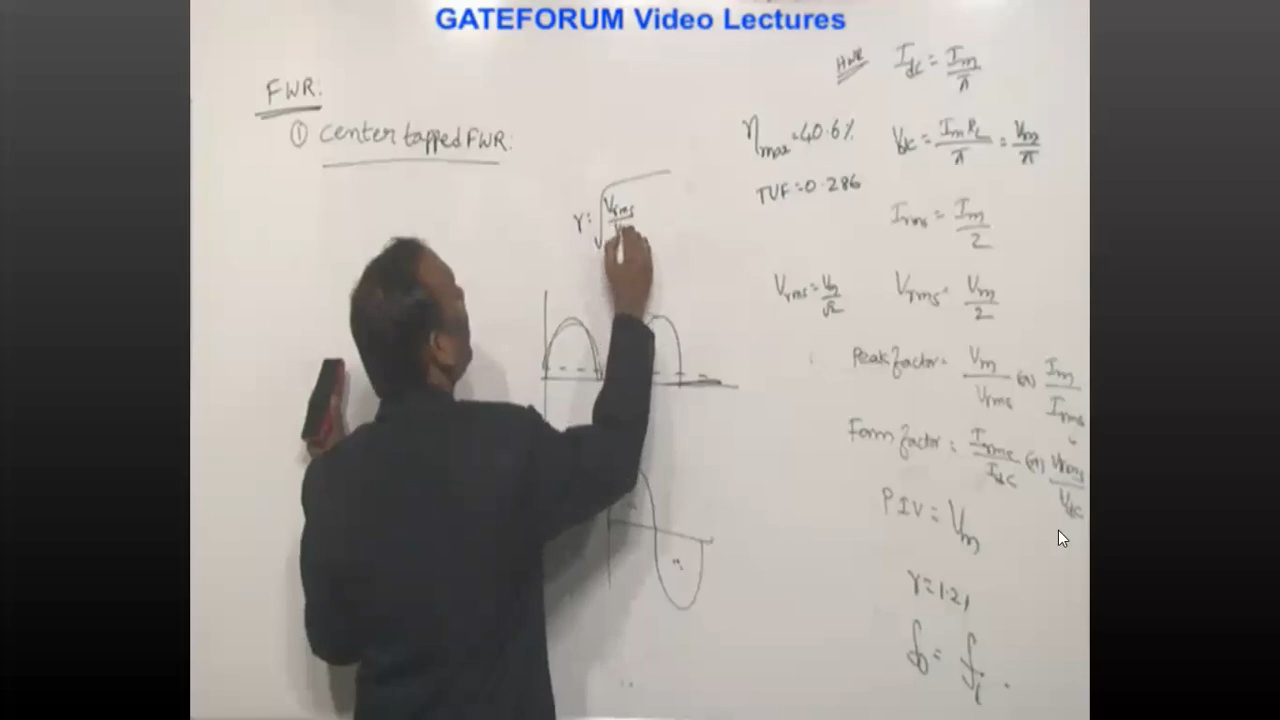 GATEFORUM Video Lectures
FWR:
① Center tapped FWR:
γ = √ Vrms
HWR
Idc = Im/π
ηmax = 40.6%
Vdc = ImRL/π = Vm/π
TUF = 0.286
Irms = Im/2
Vrms = Vm/√2
Vrms = Vm/2
Peak factor = Vm/Vrms (or) Im/Irms
Form factor = Irms/Idc (or) Vrms/Vdc
PIV = Vm
γ = 1.21
fo = fi